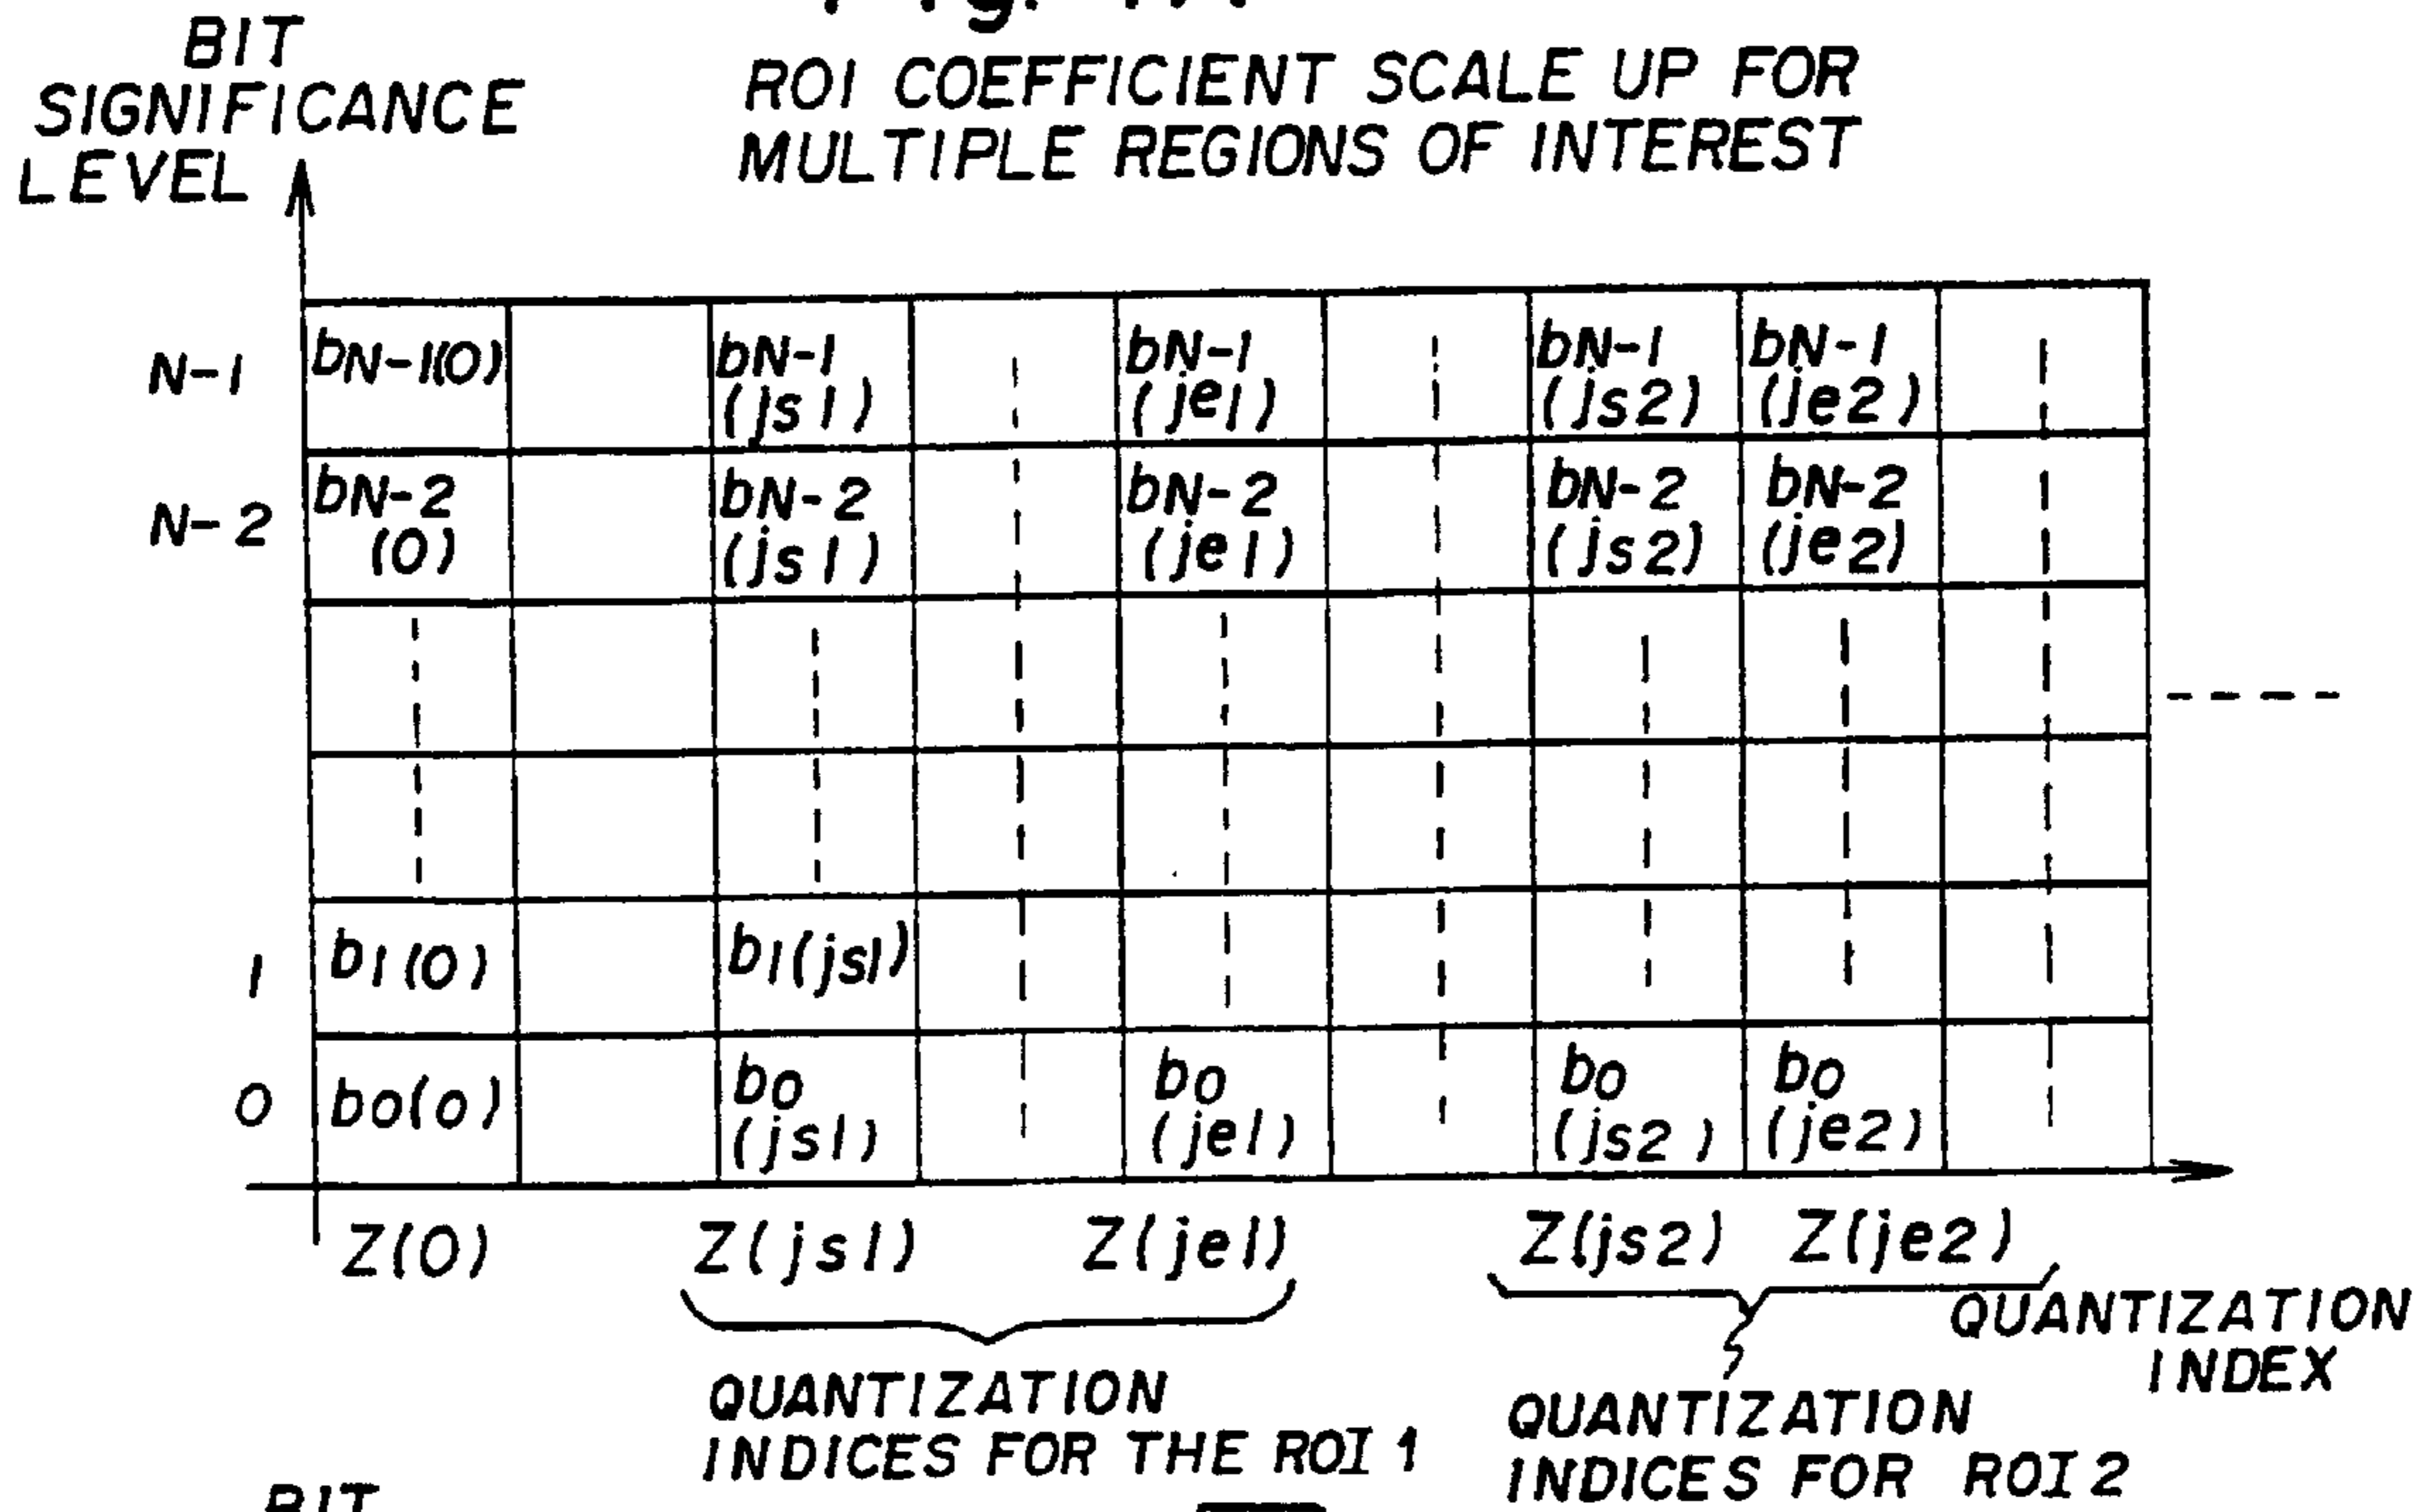 BIT
SIGNIFICANCE
LEVEL
ROI COEFFICIENT SCALE UP FOR
MULTIPLE REGIONS OF INTEREST
N-1
bN-1(0)
bN-1
(js1)
bN-1
(je1)
bN-1
(js2)
bN-1
(je2)
N-2
bN-2
(0)
bN-2
(js1)
bN-2
(je1)
bN-2
(js2)
bN-2
(je2)
1
b1(0)
b1(js1)
0
b0(0)
b0
(js1)
b0
(je1)
b0
(js2)
b0
(je2)
Z(0)
Z(js1)
Z(je1)
Z(js2)
Z(je2)
QUANTIZATION
INDEX
QUANTIZATION
INDICES FOR THE ROI 1
QUANTIZATION
INDICES FOR ROI 2
BIT